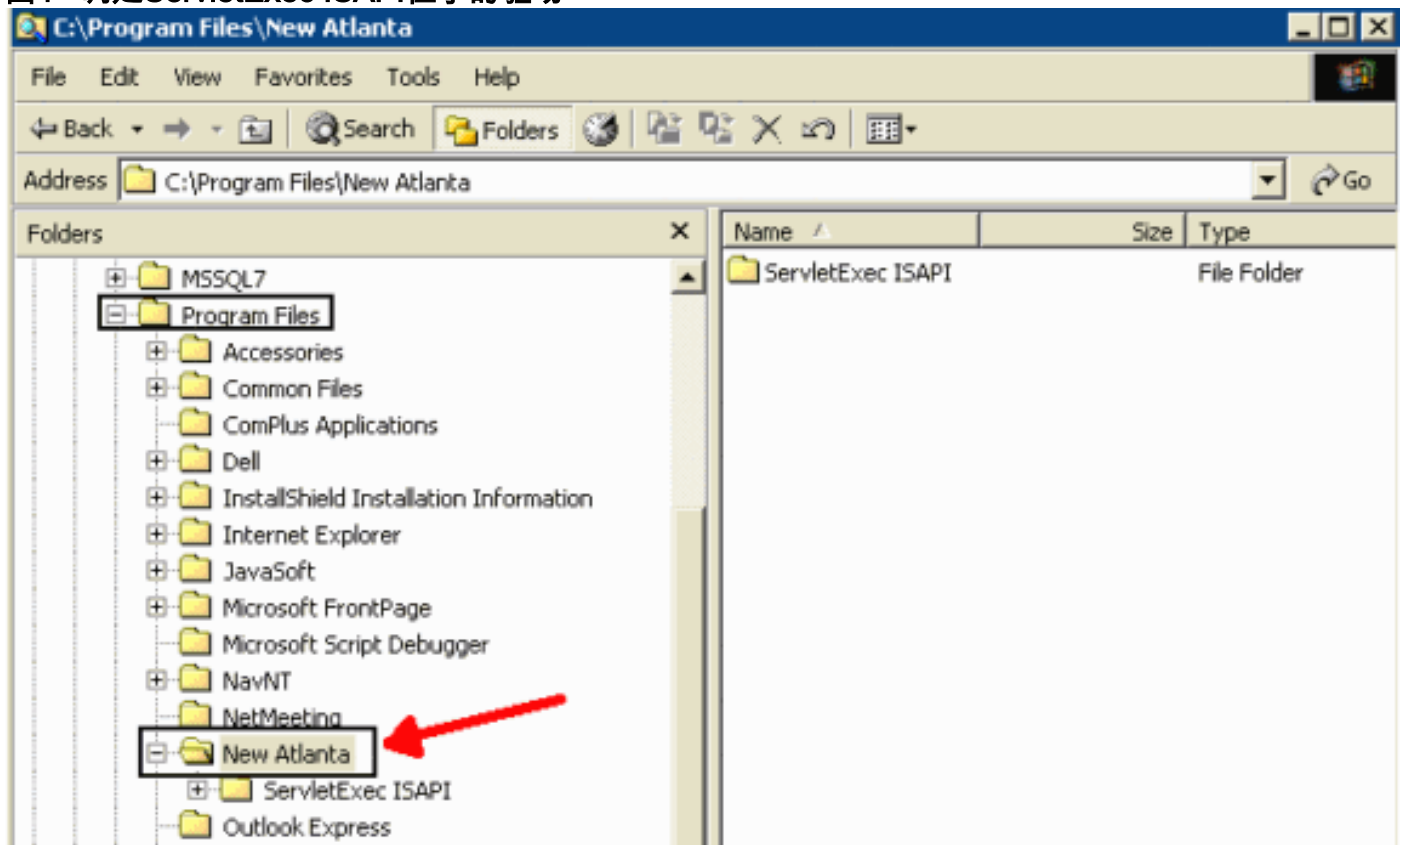 ServletExec ISAPI
C:\Program Files\New Atlanta
File Edit View Favorites Tools Help
Back Search Folders
Address C:\Program Files\New Atlanta Go
Folders
Name Size Type
ServletExec ISAPI File Folder
MSSQL7
Program Files
Accessories
Common Files
ComPlus Applications
Dell
InstallShield Installation Information
Internet Explorer
JavaSoft
Microsoft FrontPage
Microsoft Script Debugger
NavNT
NetMeeting
New Atlanta
ServletExec ISAPI
Outlook Express